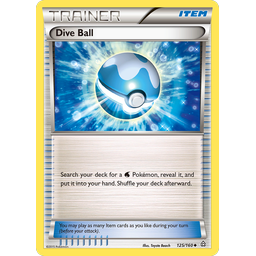 TRAINER ITEM
Dive Ball
Search your deck for a Pokémon, reveal it, and
put it into your hand. Shuffle your deck afterward.
You may play as many Item cards as you like during your turn
(before your attack).
Illus. Toyste Beach 125/160